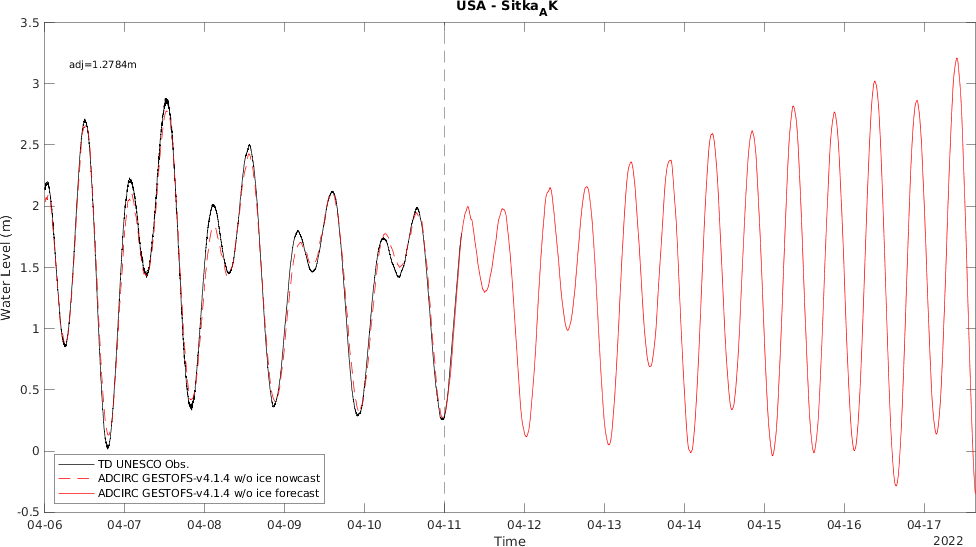 USA - Sitka_AK
adj=1.2784m
3.5
3
2.5
2
1.5
1
0.5
0
-0.5
Water Level (m)
TD UNESCO Obs.
ADCIRC GESTOFS-v4.1.4 w/o ice nowcast
ADCIRC GESTOFS-v4.1.4 w/o ice forecast
04-06 04-07 04-08 04-09 04-10 04-11 04-12 04-13 04-14 04-15 04-16 04-17
Time
2022